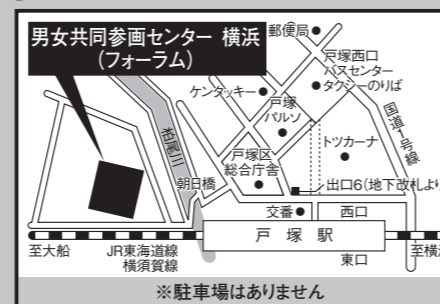 男女共同参画センター 横浜
(フォーラム)
郵便局
戸塚西口
バスセンター
タクシーのりば
ケンタッキー
戸塚
パルソ
国道1号線
トツカーナ
柏尾川
戸塚区
総合庁舎
朝日橋
出口6(地下改札より
交番
西口
戸塚駅
至大船
JR東海道線
横須賀線
東口
至横浜
※駐車場はありません